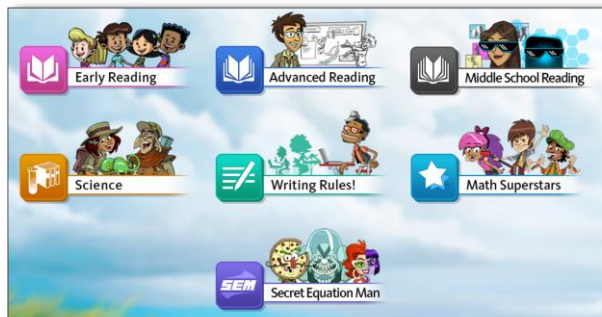 Early Reading
Advanced Reading
Middle School Reading
Science
Writing Rules!
Math Superstars
SEM
Secret Equation Man